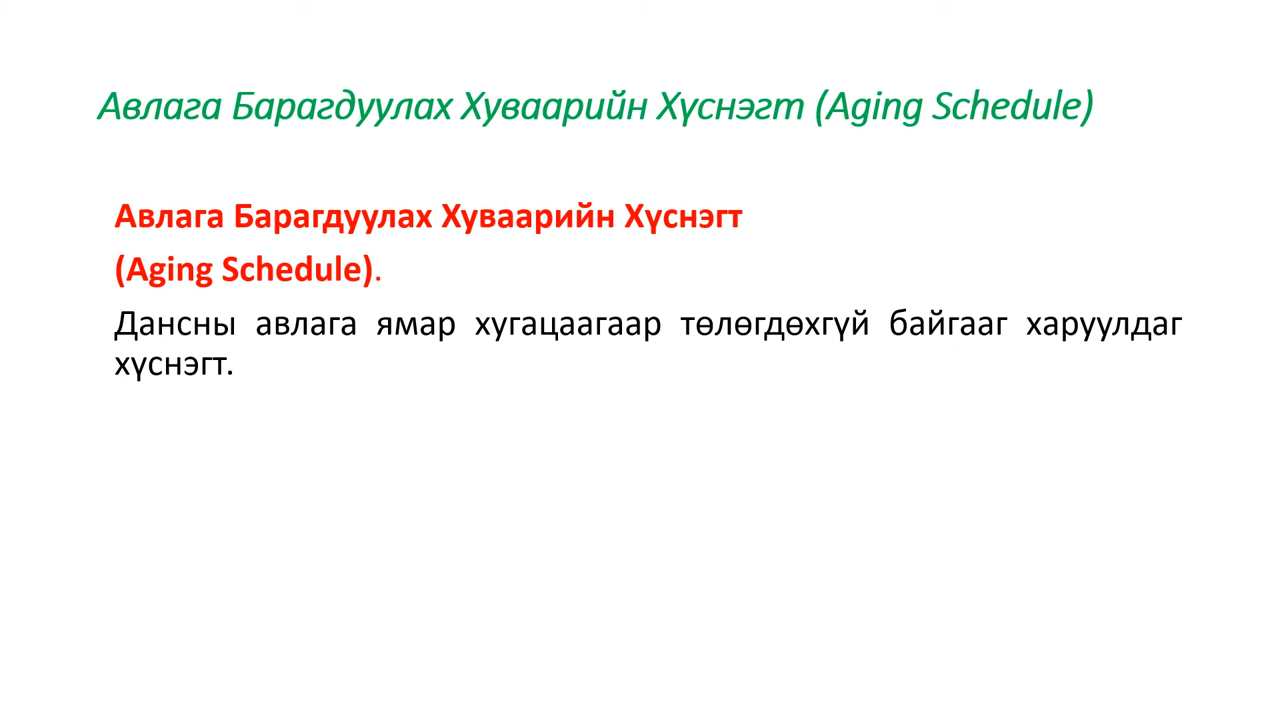 Авлага Барагдуулах Хуваарийн Хүснэгт (Aging Schedule)
Авлага Барагдуулах Хуваарийн Хүснэгт
(Aging Schedule).
Дансны авлага ямар хугацаагаар төлөгдөхгүй байгааг харуулдаг
хүснэгт.